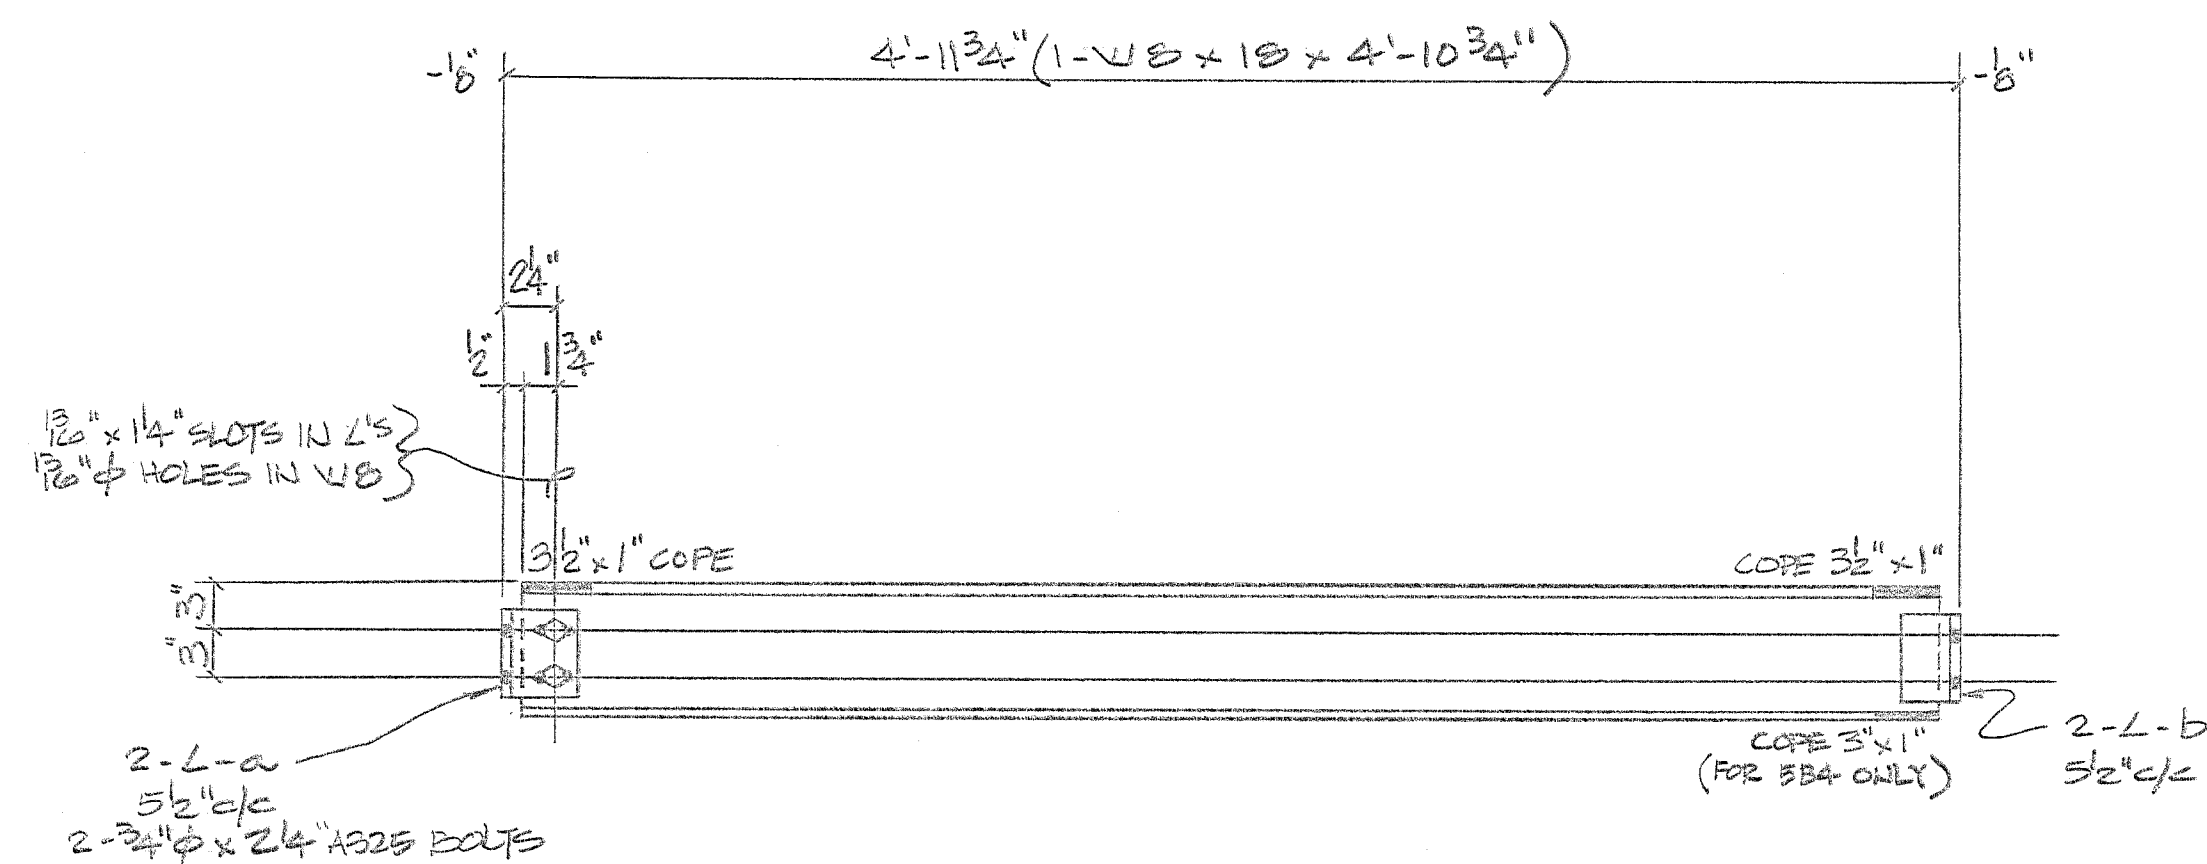 4'-11 3/4" (1-W8 x 18 x 4'-10 3/4")
-1/8"
-1/8"
2 1/4"
1/2"
1 3/4"
13/16" x 1 1/4" SLOTS IN L'S
13/16" φ HOLES IN W8
3 1/2" x 1" COPE
COPE 3 1/2" x 1"
3"
3"
2-L-a
5 1/2" c/c
2-3/4" φ x 2 1/4" A325 BOLTS
COPE 3" x 1"
(FOR 5B4 ONLY)
2-L-b
5 1/2" c/c